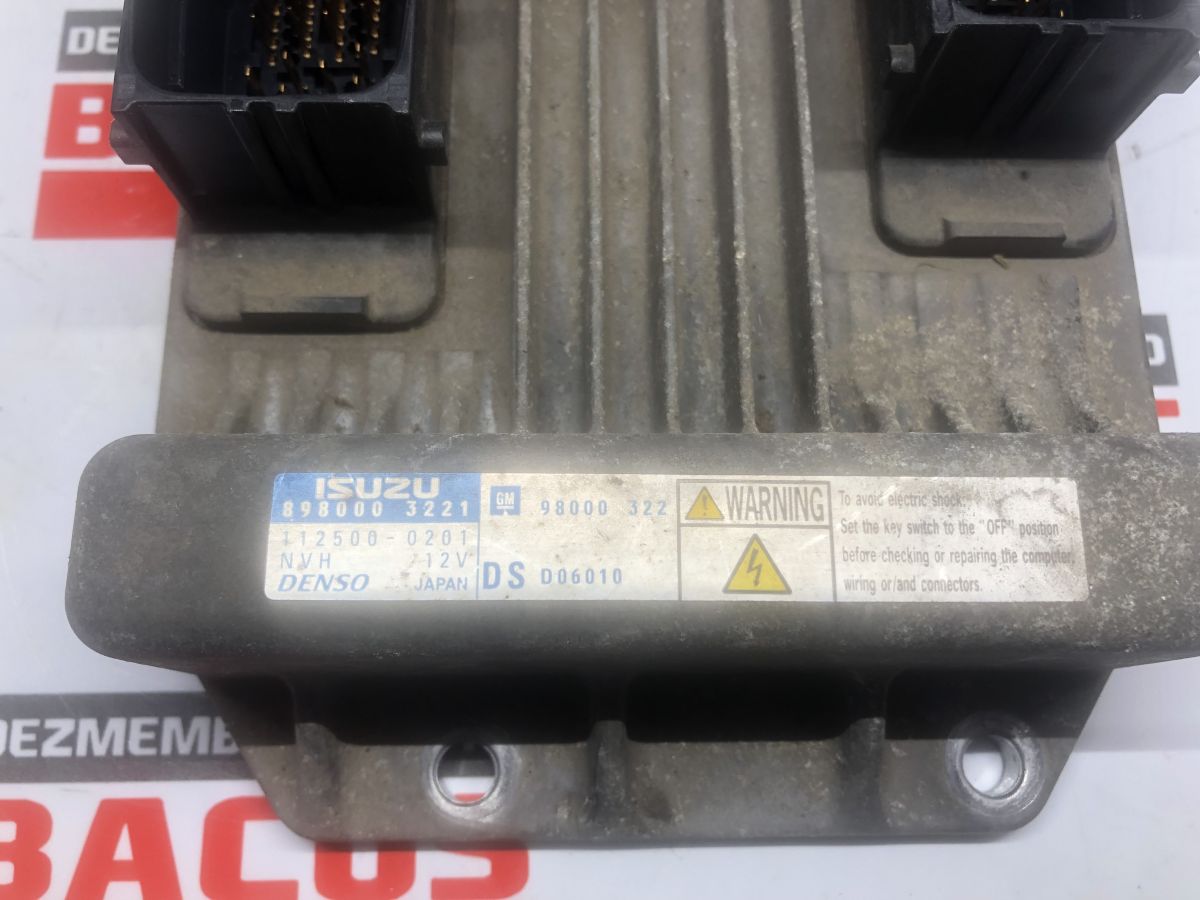 ISUZU
898000 3221
112500-0201
NVH 12V
DENSO JAPAN
GM 98000 322
DS D06010
WARNING
To avoid electric shock:
Set the key switch to the "OFF" position
before checking or repairing the computer,
wiring or/and connectors.
DEZMEMB
BACUS